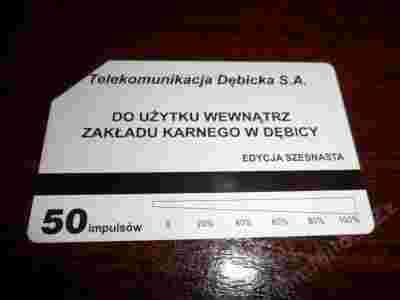 Telekomunikacja Dębicka S.A.
DO UŻYTKU WEWNĄTRZ
ZAKŁADU KARNEGO W DĘBICY
EDYCJA SZESNASTA
50 impulsów
0 20% 40% 60% 80% 100%